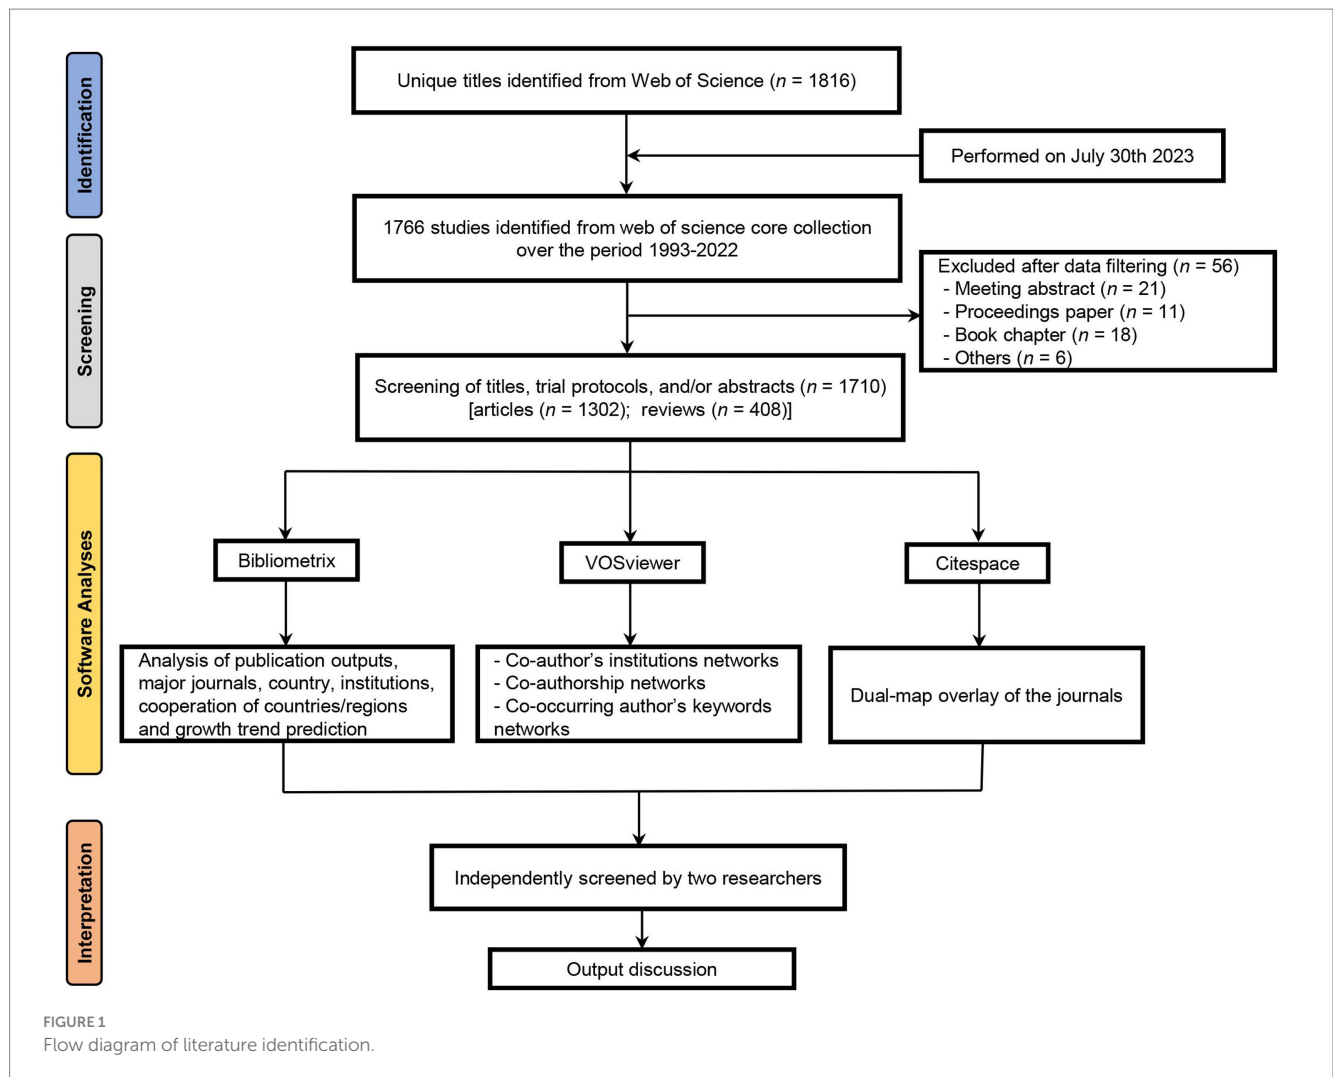 Identification
Unique titles identified from Web of Science (n = 1816)
Performed on July 30th 2023
1766 studies identified from web of science core collection
over the period 1993-2022
Screening
Excluded after data filtering (n = 56)
- Meeting abstract (n = 21)
- Proceedings paper (n = 11)
- Book chapter (n = 18)
- Others (n = 6)
Screening of titles, trial protocols, and/or abstracts (n = 1710)
[articles (n = 1302);  reviews (n = 408)]
Software Analyses
Bibliometrix
VOSviewer
Citespace
Analysis of publication outputs,
major journals, country, institutions,
cooperation of countries/regions
and growth trend prediction
- Co-author's institutions networks
- Co-authorship networks
- Co-occurring author's keywords
networks
Dual-map overlay of the journals
Interpretation
Independently screened by two researchers
Output discussion
FIGURE 1
Flow diagram of literature identification.